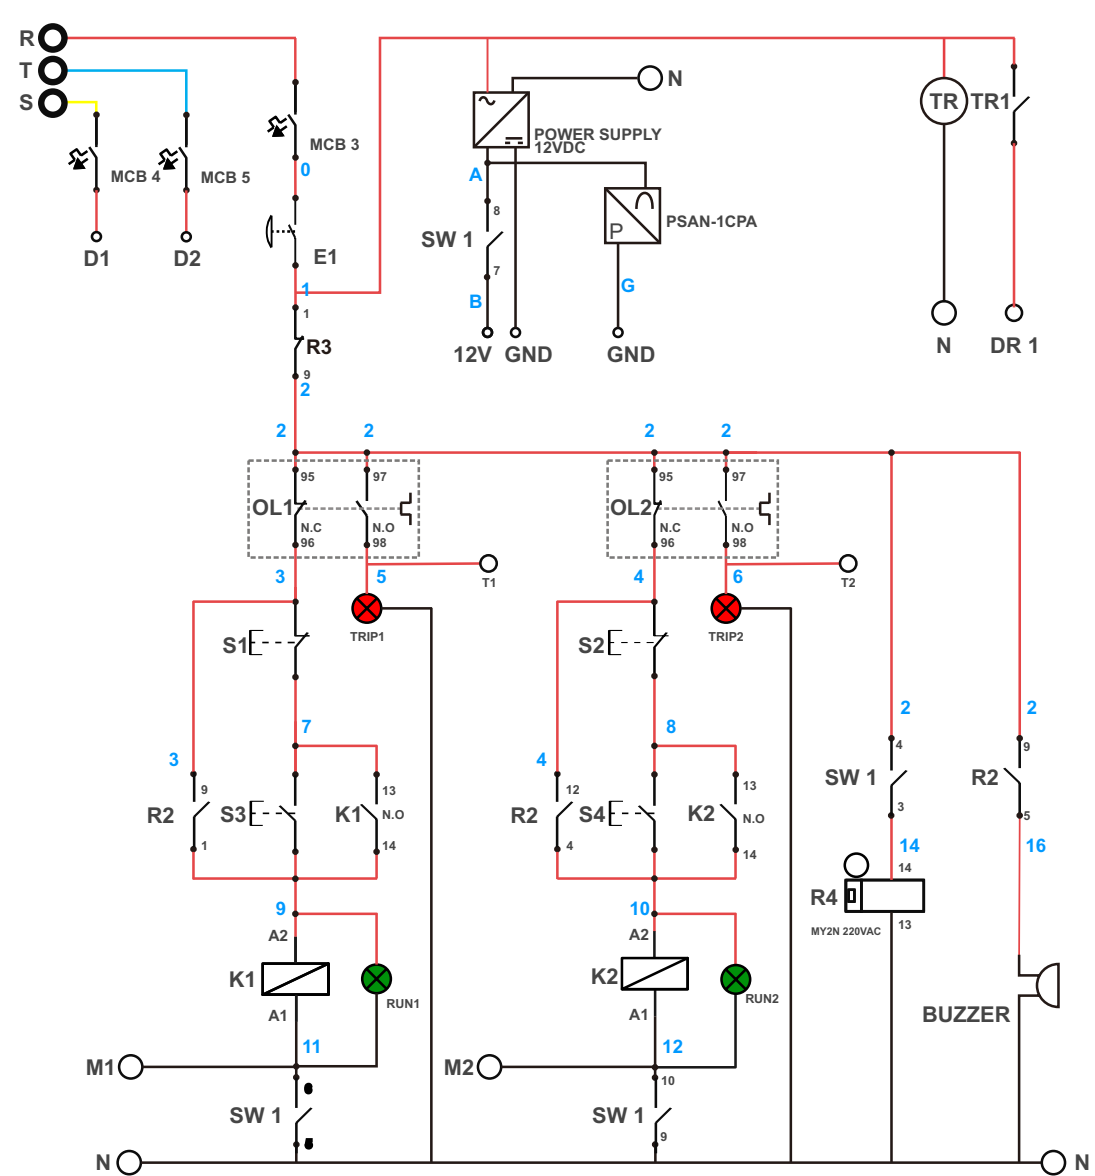 R
T
S
N
TR
TR1
MCB 3
POWER SUPPLY
12VDC
MCB 4
MCB 5
0
A
8
PSAN-1CPA
P
SW 1
E1
D1
D2
7
1
B
G
1
R3
12V
GND
GND
N
DR 1
9
2
2
2
2
2
95
97
95
97
OL1
OL2
N.C
N.O
N.C
N.O
96
98
96
98
3
5
4
6
T1
T2
TRIP1
TRIP2
S1
S2
7
8
2
2
3
4
4
9
9
13
12
13
SW 1
R2
R2
S3
K1
N.O
R2
S4
K2
N.O
3
5
1
14
4
14
14
16
14
R4
9
10
13
A2
A2
MY2N 220VAC
K1
K2
RUN1
RUN2
A1
A1
BUZZER
11
12
M1
M2
10
SW 1
SW 1
9
N
N